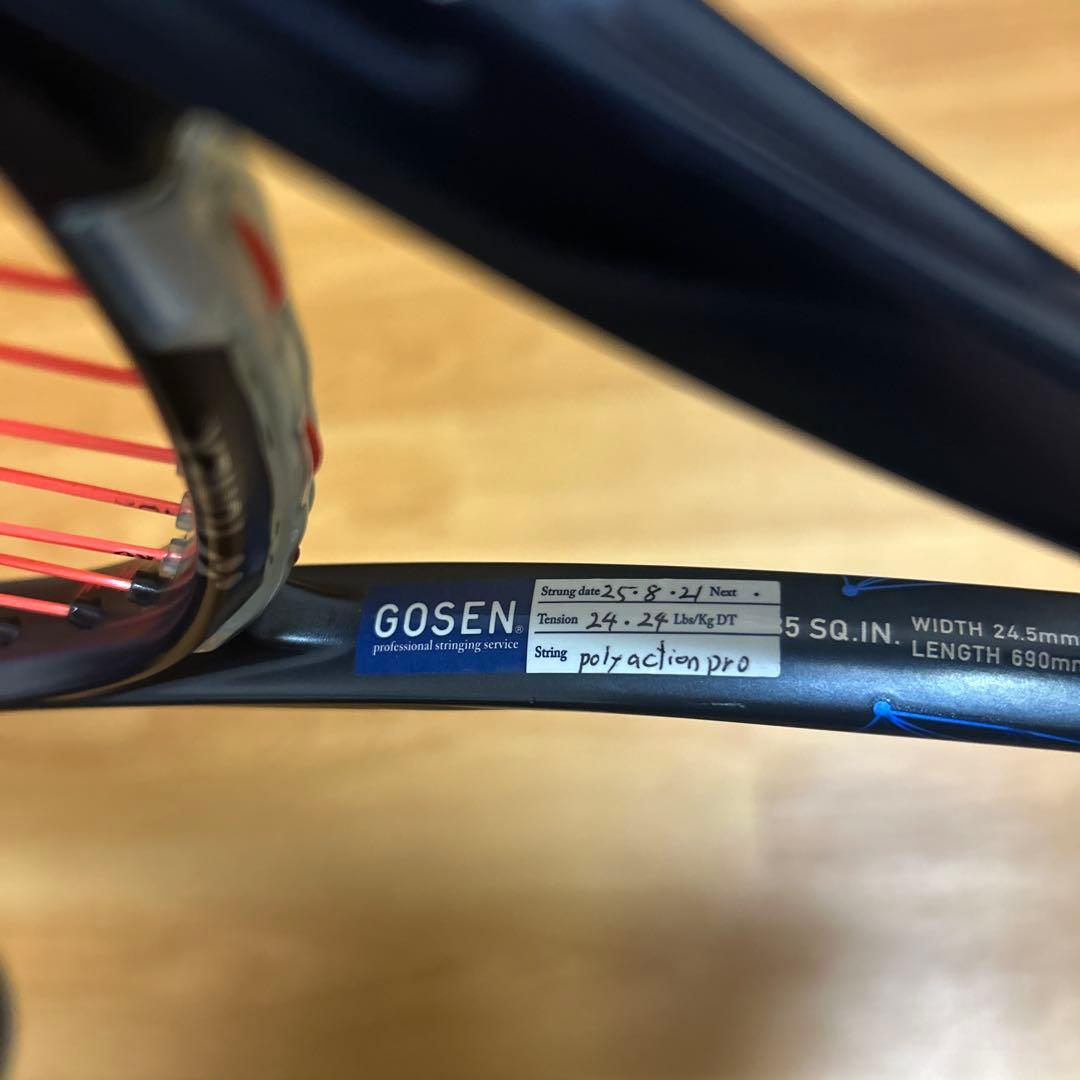 GOSEN®
professional stringing service
Strung date 25・8・21 Next ・
Tension 24・24 Lbs/Kg DT
String polyaction pro
5 SQ.IN.
WIDTH 24.5mm
LENGTH 690mm